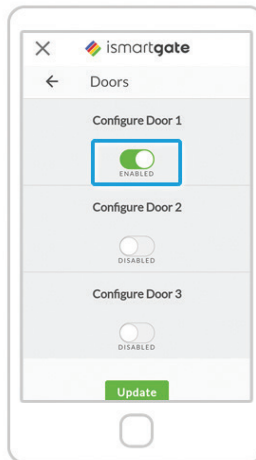 ismartgate
Doors
Configure Door 1
ENABLED
Configure Door 2
DISABLED
Configure Door 3
DISABLED
Update